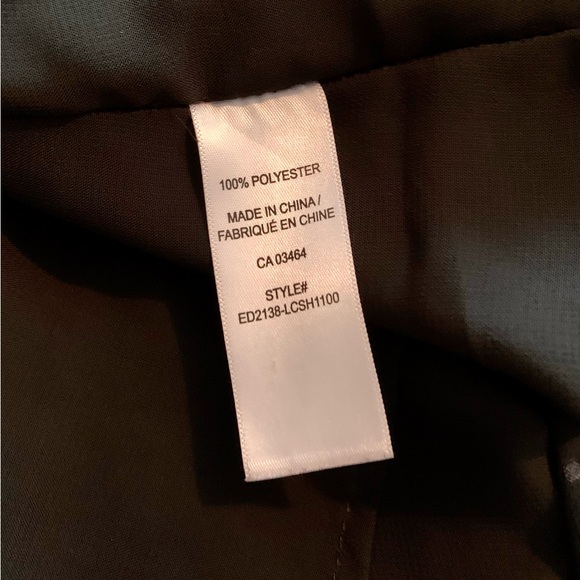 100% POLYESTER
MADE IN CHINA /
FABRIQUÉ EN CHINE
CA 03464
STYLE#
ED2138-LCSH1100